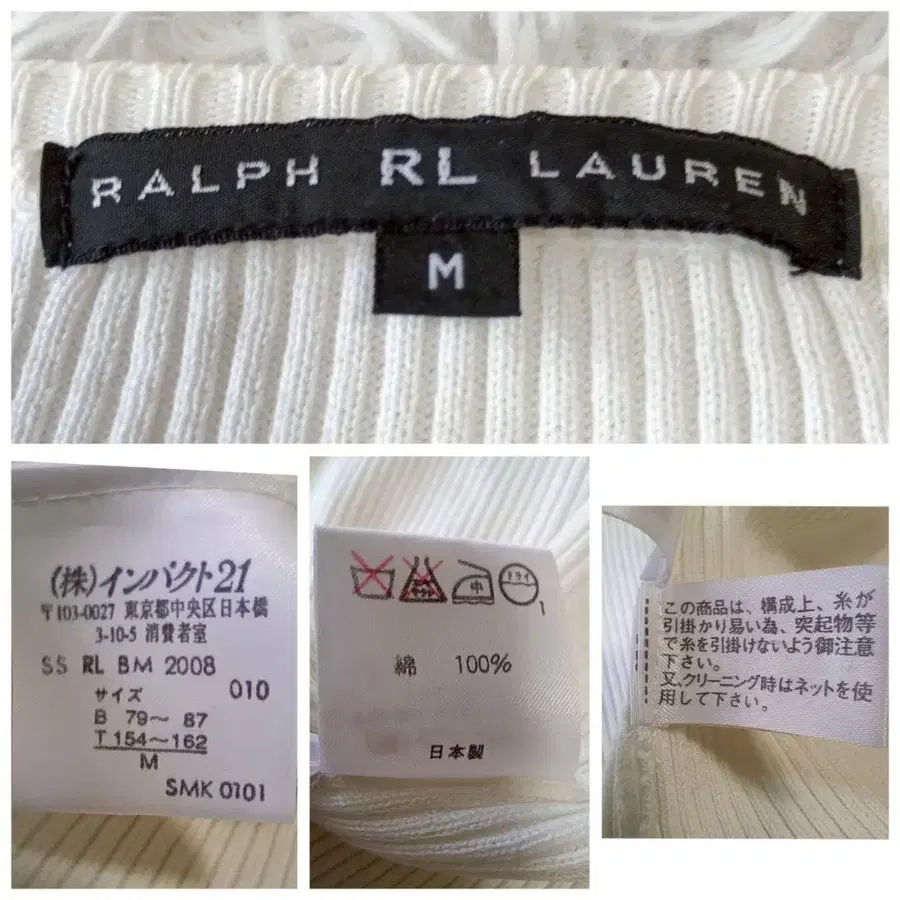 RALPH RL LAUREN
M
(株)インパクト21
〒103-0027 東京都中央区日本橋
3-10-5 消費者室
SS RL BM 2008
010
サイズ
B 79〜 87
T 154〜162
M
SMK 0101
中 ドライ
綿 100%
日本製
この商品は、構成上、糸が
引掛かり易い為、突起物等
で糸を引掛けないよう御注意
下さい。
又、クリーニング時はネットを使
用して下さい。